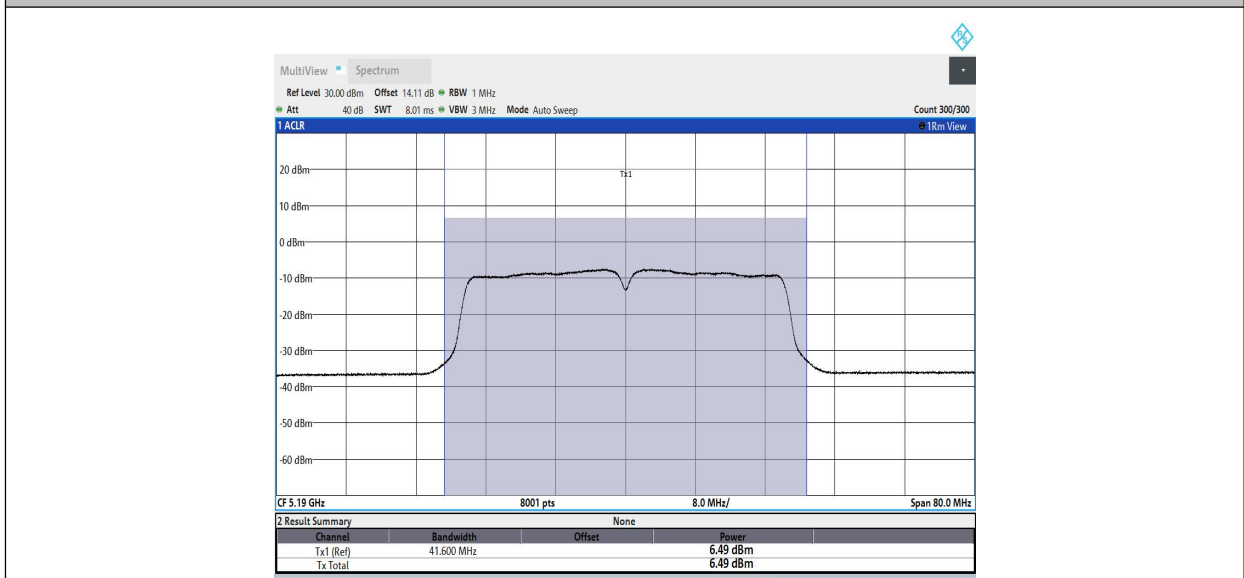 R S
MultiView Spectrum
Ref Level 30.00 dBm Offset 14.11 dB RBW 1 MHz
Att 40 dB SWT 8.01 ms VBW 3 MHz Mode Auto Sweep Count 300/300
1 ACLR 1Rm View
Tx1
20 dBm
10 dBm
0 dBm
-10 dBm
-20 dBm
-30 dBm
-40 dBm
-50 dBm
-60 dBm
CF 5.19 GHz 8001 pts 8.0 MHz/ Span 80.0 MHz
2 Result Summary None
Channel Bandwidth Offset Power
Tx1 (Ref) 41.600 MHz 6.49 dBm
Tx Total 6.49 dBm